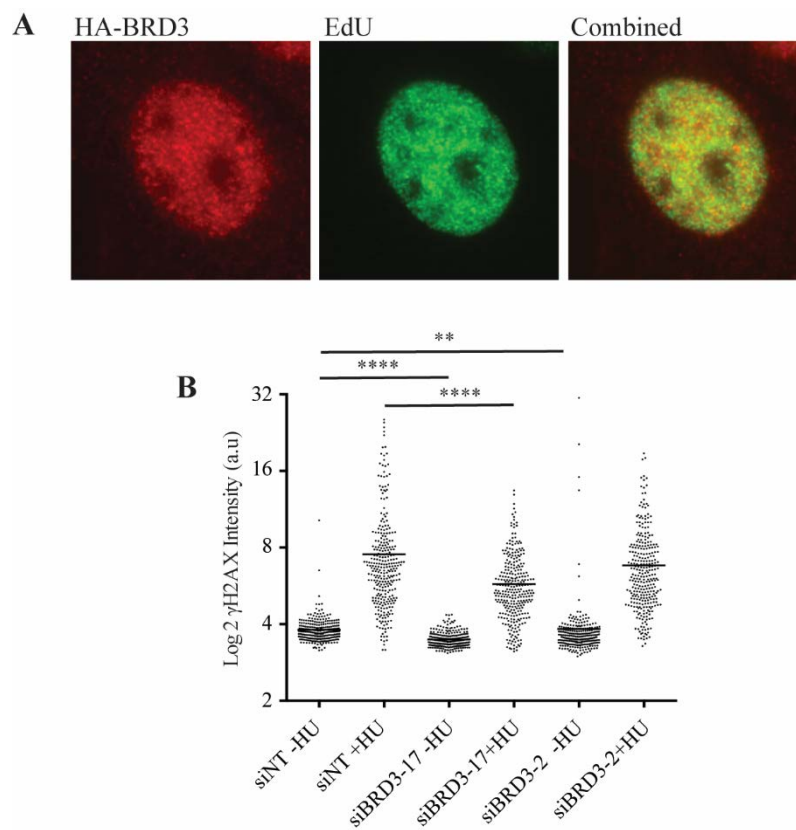 A
HA-BRD3
EdU
Combined
**
****
B
****
32
16
8
4
2
Log 2 γH2AX Intensity (a.u)
siNT -HU
siNT +HU
siBRD3-17 -HU
siBRD3-17+HU
siBRD3-2 -HU
siBRD3-2+HU